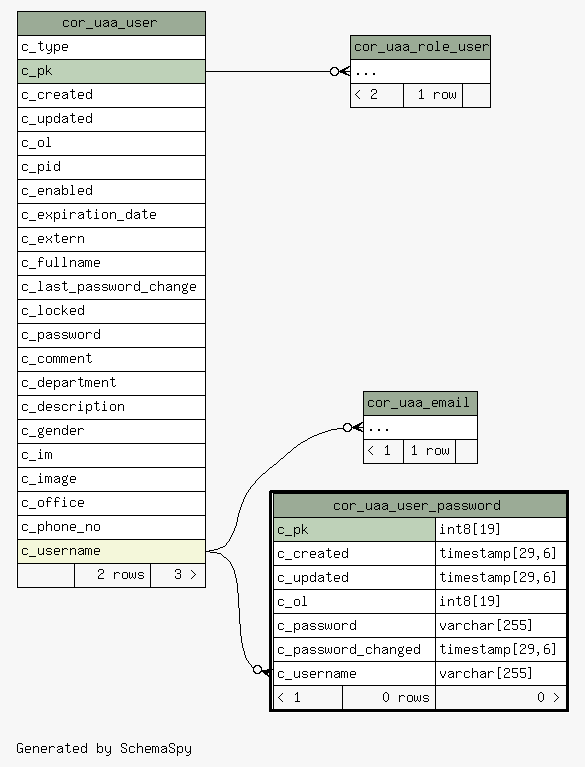 cor_uaa_user
c_type
c_pk
c_created
c_updated
c_ol
c_pid
c_enabled
c_expiration_date
c_extern
c_fullname
c_last_password_change
c_locked
c_password
c_comment
c_department
c_description
c_gender
c_im
c_image
c_office
c_phone_no
c_username
2 rows 3 >
cor_uaa_role_user
...
< 2 1 row
cor_uaa_email
...
< 1 1 row
cor_uaa_user_password
c_pk int8[19]
c_created timestamp[29,6]
c_updated timestamp[29,6]
c_ol int8[19]
c_password varchar[255]
c_password_changed timestamp[29,6]
c_username varchar[255]
< 1 0 rows 0 >
Generated by SchemaSpy